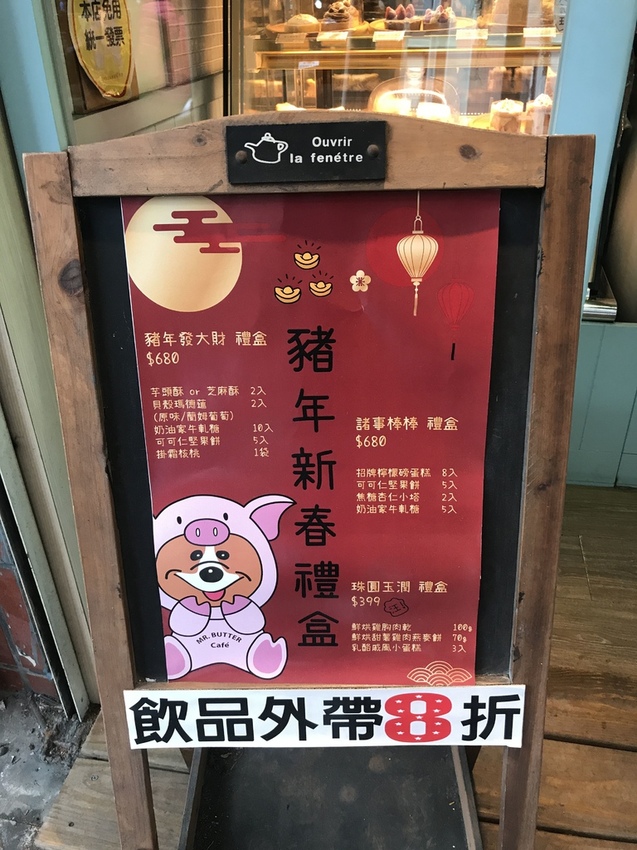 本店免用
統一發票
Ouvrir
la fenétre
豬年新春禮盒
豬年發大財 禮盒
$680
芋頭酥 or 芝麻酥 2入
貝殼瑪德蓮 2入
(原味/蘭姆葡萄)
奶油家牛軋糖 10入
可可仁堅果餅 5入
掛霜核桃 1袋
諸事棒棒 禮盒
$680
招牌檸檬磅蛋糕 8入
可可仁堅果餅 5入
焦糖杏仁小塔 2入
奶油家牛軋糖 5入
珠圓玉潤 禮盒
$399
汪!
鮮烘雞胸肉乾 100g
鮮烘甜薯雞肉燕麥餅 70g
乳酪戚風小蛋糕 3入
MR. BUTTER
Café
飲品外帶8折